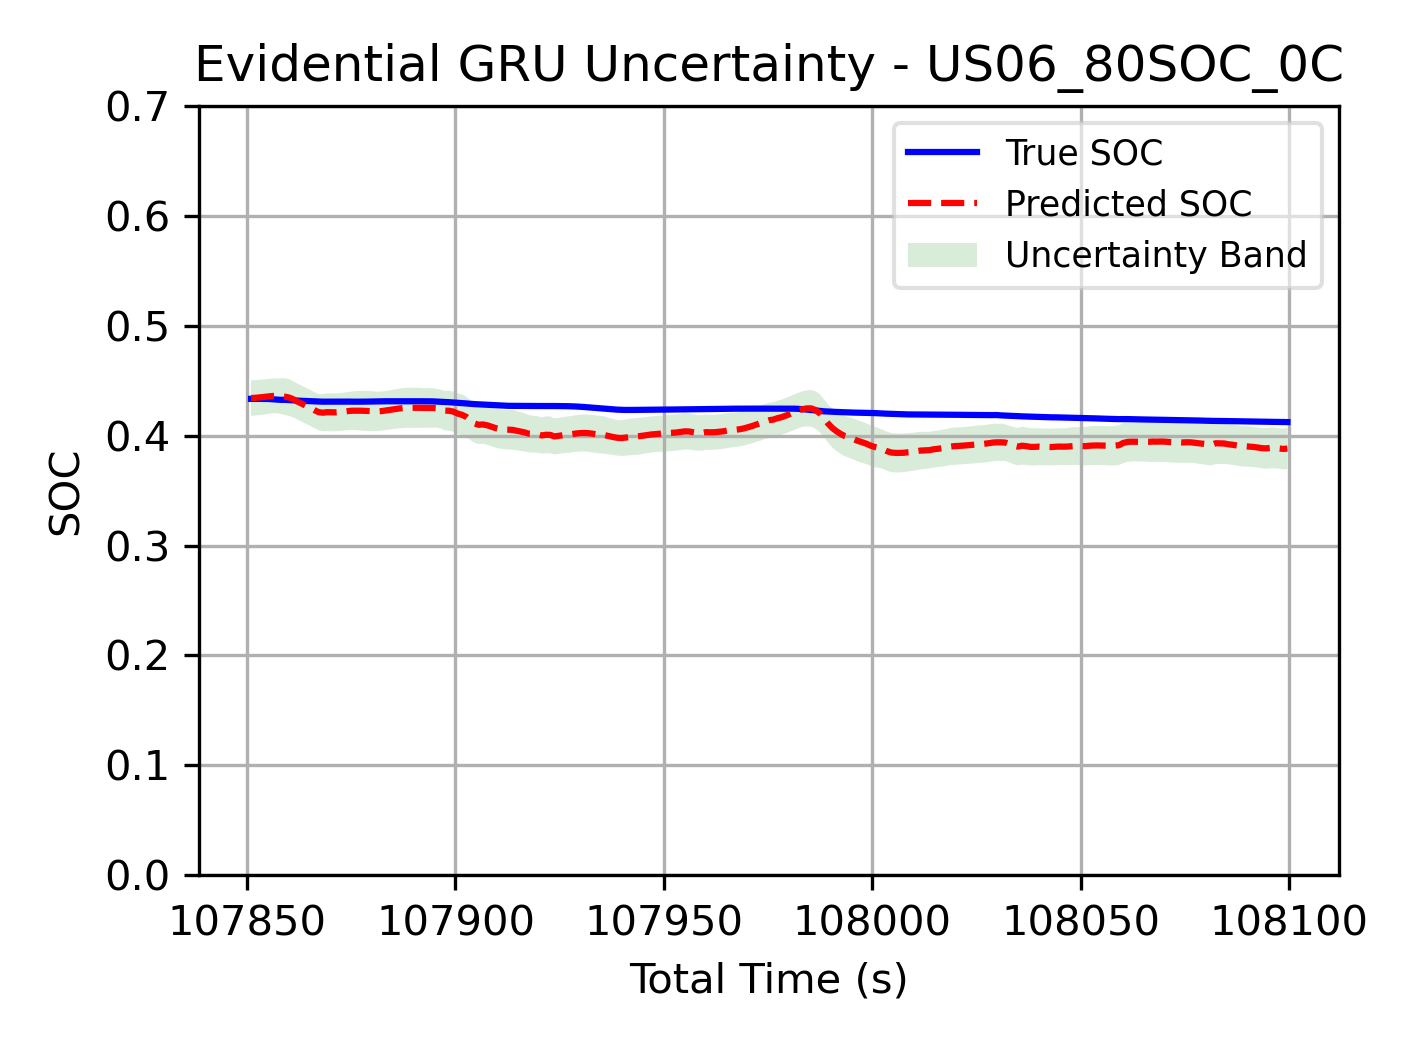 Evidential GRU Uncertainty - US06_80SOC_0C
0.7
0.6
0.5
0.4
0.3
0.2
0.1
0.0
SOC
True SOC
Predicted SOC
Uncertainty Band
107850 107900 107950 108000 108050 108100
Total Time (s)